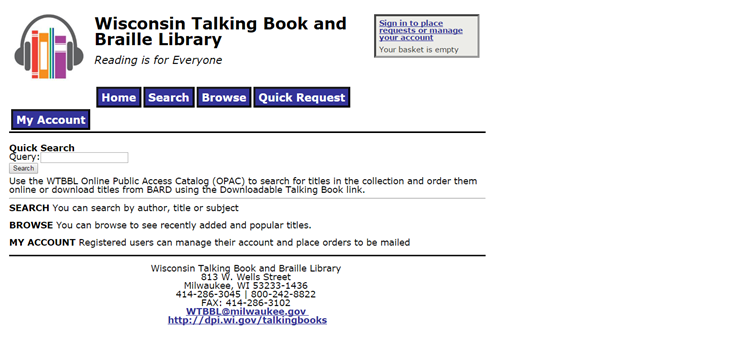 Wisconsin Talking Book and
Braille Library
Reading is for Everyone
Sign in to place
requests or manage
your account
Your basket is empty
Home Search Browse Quick Request
My Account
Quick Search
Query:
Search
Use the WTBBL Online Public Access Catalog (OPAC) to search for titles in the collection and order them
online or download titles from BARD using the Downloadable Talking Book link.
SEARCH You can search by author, title or subject
BROWSE You can browse to see recently added and popular titles.
MY ACCOUNT Registered users can manage their account and place orders to be mailed
Wisconsin Talking Book and Braille Library
813 W. Wells Street
Milwaukee, WI 53233-1436
414-286-3045 | 800-242-8822
FAX: 414-286-3102
WTBBL@milwaukee.gov
http://dpi.wi.gov/talkingbooks